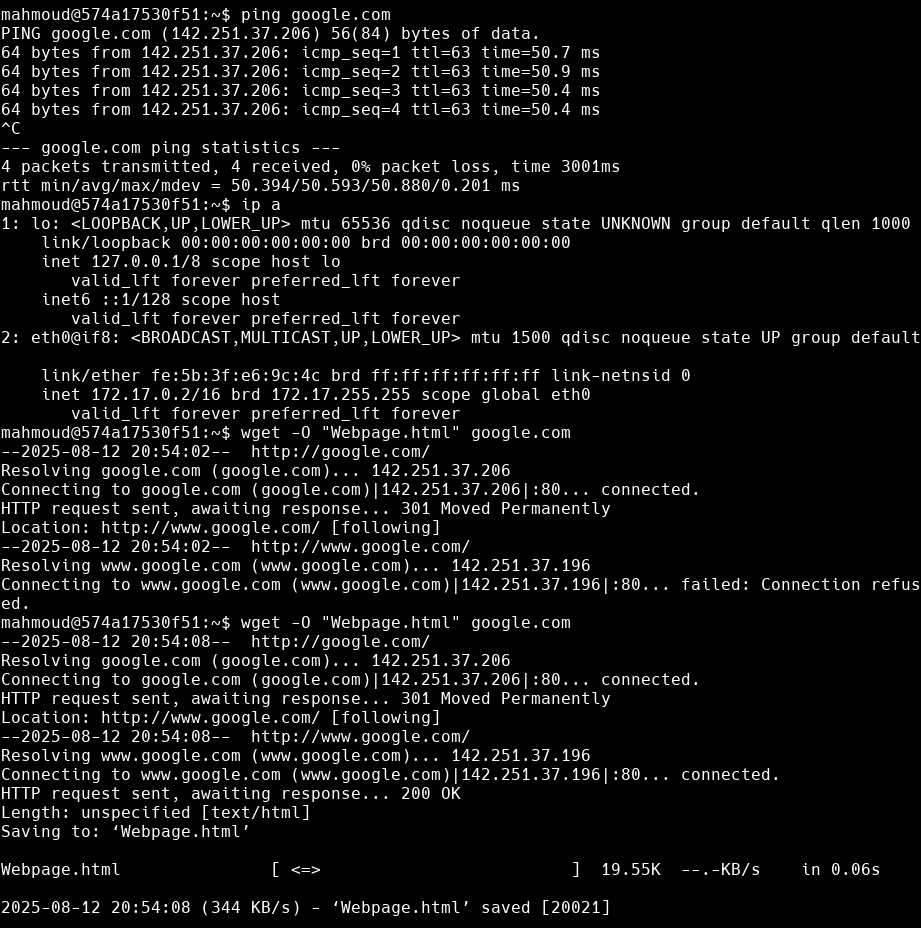 mahmoud@574a17530f51:~$ ping google.com
PING google.com (142.251.37.206) 56(84) bytes of data.
64 bytes from 142.251.37.206: icmp_seq=1 ttl=63 time=50.7 ms
64 bytes from 142.251.37.206: icmp_seq=2 ttl=63 time=50.9 ms
64 bytes from 142.251.37.206: icmp_seq=3 ttl=63 time=50.4 ms
64 bytes from 142.251.37.206: icmp_seq=4 ttl=63 time=50.4 ms
^C
--- google.com ping statistics ---
4 packets transmitted, 4 received, 0% packet loss, time 3001ms
rtt min/avg/max/mdev = 50.394/50.593/50.880/0.201 ms
mahmoud@574a17530f51:~$ ip a
1: lo: <LOOPBACK,UP,LOWER_UP> mtu 65536 qdisc noqueue state UNKNOWN group default qlen 1000
    link/loopback 00:00:00:00:00:00 brd 00:00:00:00:00:00
    inet 127.0.0.1/8 scope host lo
       valid_lft forever preferred_lft forever
    inet6 ::1/128 scope host
       valid_lft forever preferred_lft forever
2: eth0@if8: <BROADCAST,MULTICAST,UP,LOWER_UP> mtu 1500 qdisc noqueue state UP group default
    link/ether fe:5b:3f:e6:9c:4c brd ff:ff:ff:ff:ff:ff link-netnsid 0
    inet 172.17.0.2/16 brd 172.17.255.255 scope global eth0
       valid_lft forever preferred_lft forever
mahmoud@574a17530f51:~$ wget -O "Webpage.html" google.com
--2025-08-12 20:54:02--  http://google.com/
Resolving google.com (google.com)... 142.251.37.206
Connecting to google.com (google.com)|142.251.37.206|:80... connected.
HTTP request sent, awaiting response... 301 Moved Permanently
Location: http://www.google.com/ [following]
--2025-08-12 20:54:02--  http://www.google.com/
Resolving www.google.com (www.google.com)... 142.251.37.196
Connecting to www.google.com (www.google.com)|142.251.37.196|:80... failed: Connection refus
ed.
mahmoud@574a17530f51:~$ wget -O "Webpage.html" google.com
--2025-08-12 20:54:08--  http://google.com/
Resolving google.com (google.com)... 142.251.37.206
Connecting to google.com (google.com)|142.251.37.206|:80... connected.
HTTP request sent, awaiting response... 301 Moved Permanently
Location: http://www.google.com/ [following]
--2025-08-12 20:54:08--  http://www.google.com/
Resolving www.google.com (www.google.com)... 142.251.37.196
Connecting to www.google.com (www.google.com)|142.251.37.196|:80... connected.
HTTP request sent, awaiting response... 200 OK
Length: unspecified [text/html]
Saving to: ‘Webpage.html’
Webpage.html               [ <=>                         ]  19.55K  --.-KB/s    in 0.06s
2025-08-12 20:54:08 (344 KB/s) - ‘Webpage.html’ saved [20021]